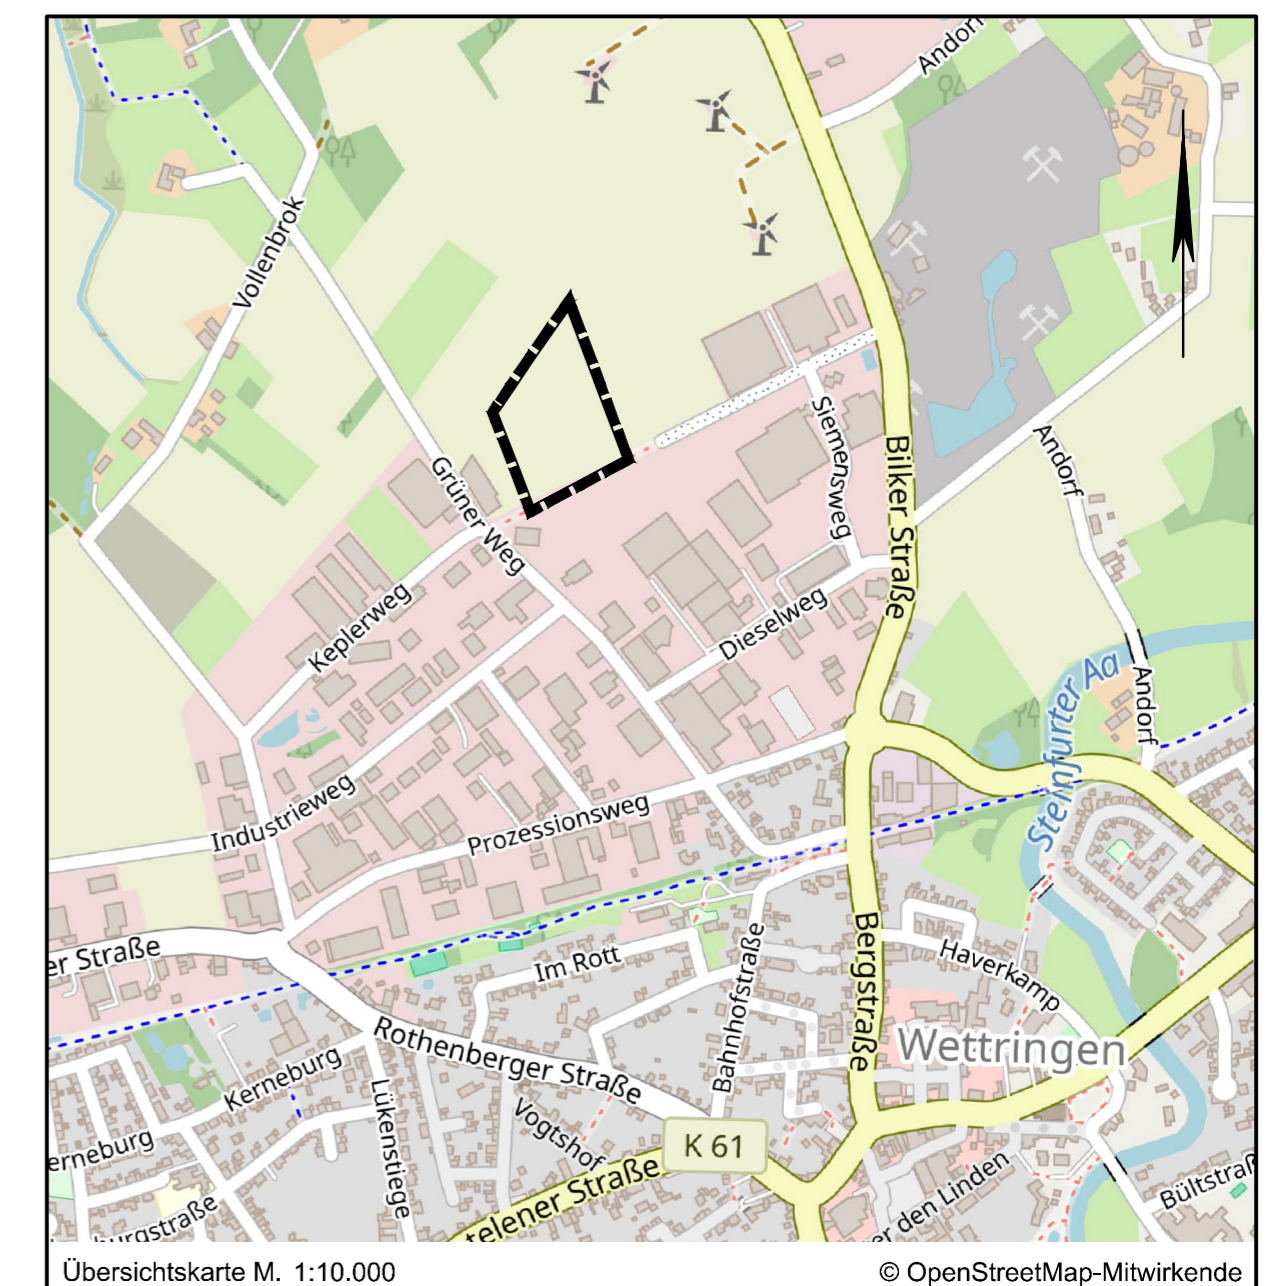 Andorf
Vollenbrok
Siemensweg
Andorf
Bilker Straße
Grüner Weg
Keplerweg
Dieselweg
Steinfurter Aa
Andorf
Industrieweg
Prozessionsweg
er Straße
Im Rott
Haverkamp
Bahnhofstraße
Bergstraße
Wettringen
Rothenberger Straße
Kerneburg
Lükenstiege
Vogtshof
K 61
erneburg
telener Straße
er den Linden
Bültstraß
burgstraße
Übersichtskarte M. 1:10.000
© OpenStreetMap-Mitwirkende